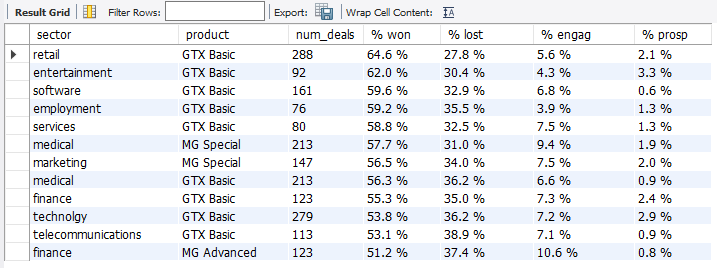 Result Grid Filter Rows: Export: Wrap Cell Content:
sector product num_deals % won % lost % engag % prosp
retail GTX Basic 288 64.6 % 27.8 % 5.6 % 2.1 %
entertainment GTX Basic 92 62.0 % 30.4 % 4.3 % 3.3 %
software GTX Basic 161 59.6 % 32.9 % 6.8 % 0.6 %
employment GTX Basic 76 59.2 % 35.5 % 3.9 % 1.3 %
services GTX Basic 80 58.8 % 32.5 % 7.5 % 1.3 %
medical MG Special 213 57.7 % 31.0 % 9.4 % 1.9 %
marketing MG Special 147 56.5 % 34.0 % 7.5 % 2.0 %
medical GTX Basic 213 56.3 % 36.2 % 6.6 % 0.9 %
finance GTX Basic 123 55.3 % 35.0 % 7.3 % 2.4 %
technolgy GTX Basic 279 53.8 % 36.2 % 7.2 % 2.9 %
telecommunications GTX Basic 113 53.1 % 38.9 % 7.1 % 0.9 %
finance MG Advanced 123 51.2 % 37.4 % 10.6 % 0.8 %